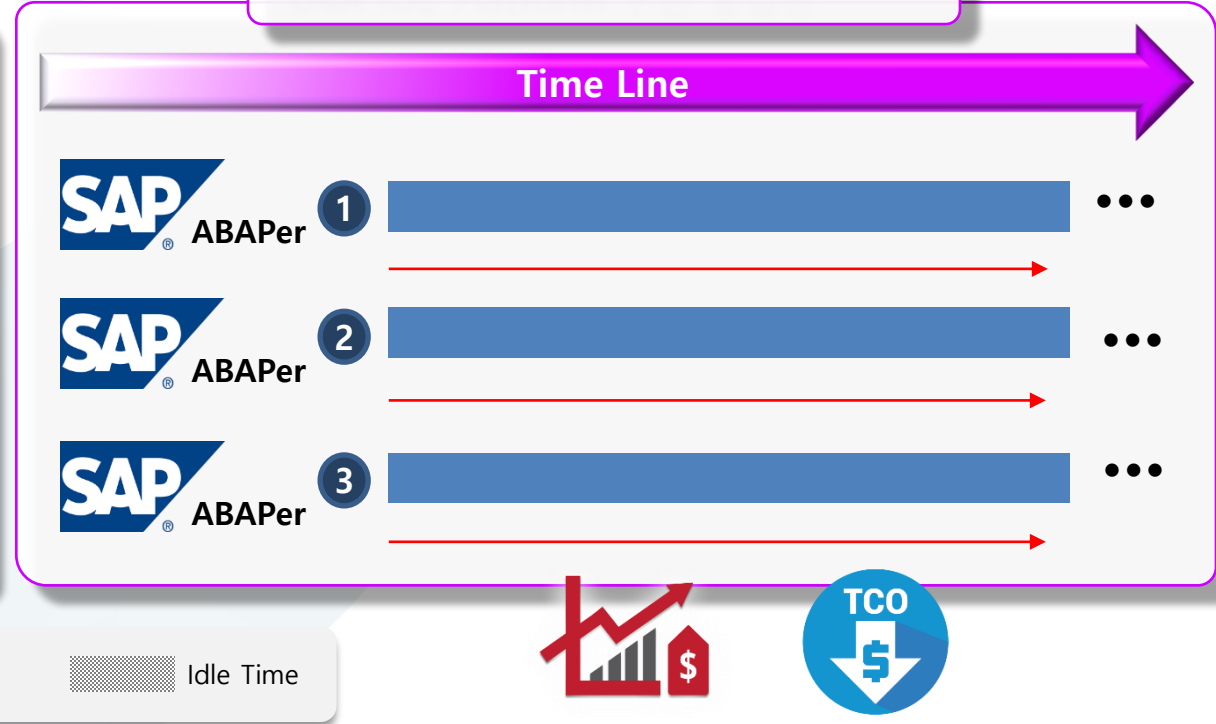 Time Line
SAP
®
ABAPer
1
•••
SAP
®
ABAPer
2
•••
SAP
®
ABAPer
3
•••
$
TCO
$
Idle Time